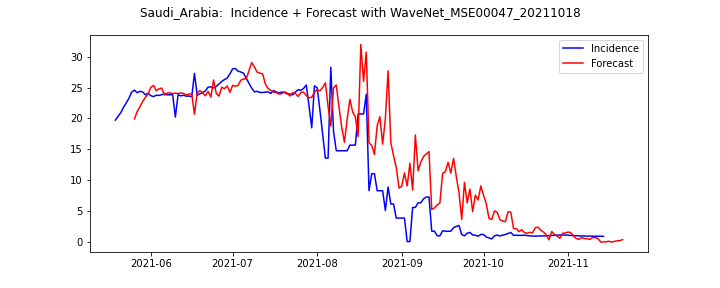 Saudi_Arabia:  Incidence + Forecast with WaveNet_MSE00047_20211018
Incidence
Forecast
30
25
20
15
10
5
0
2021-06 2021-07 2021-08 2021-09 2021-10 2021-11